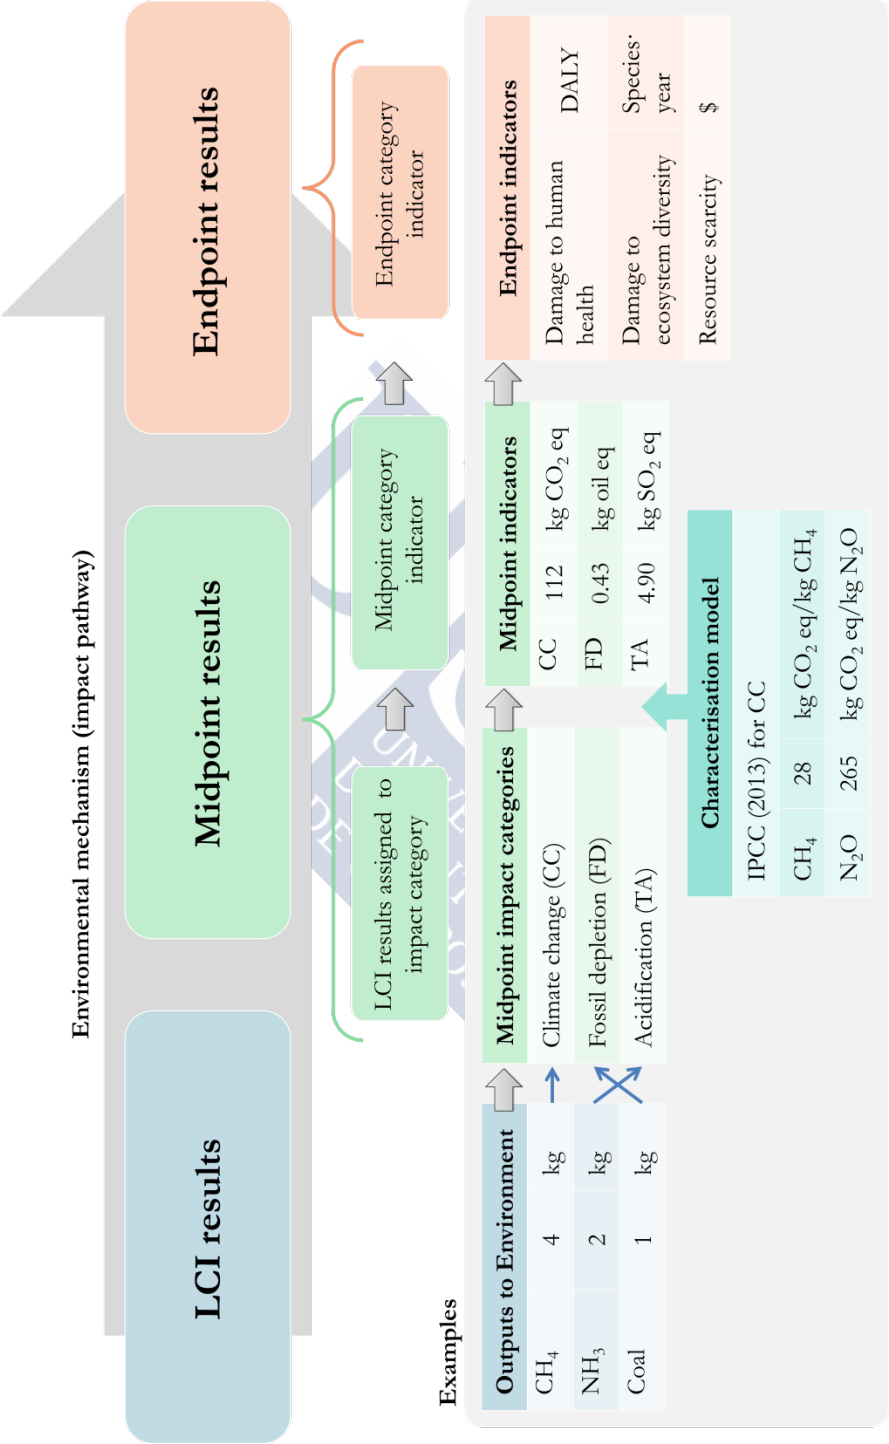 Environmental mechanism (impact pathway)
LCI results
Midpoint results
Endpoint results
LCI results assigned to
impact category
Midpoint category
indicator
Endpoint category
indicator
Examples
Outputs to Environment
CH₄ 4 kg
NH₃ 2 kg
Coal 1 kg
Midpoint impact categories
Climate change (CC)
Fossil depletion (FD)
Acidification (TA)
Midpoint indicators
CC 112 kg CO₂ eq
FD 0.43 kg oil eq
TA 4.90 kg SO₂ eq
Endpoint indicators
Damage to human
health
DALY
Damage to
ecosystem diversity
Species·
year
Resource scarcity $
Characterisation model
IPCC (2013) for CC
CH₄ 28 kg CO₂ eq/kg CH₄
N₂O 265 kg CO₂ eq/kg N₂O